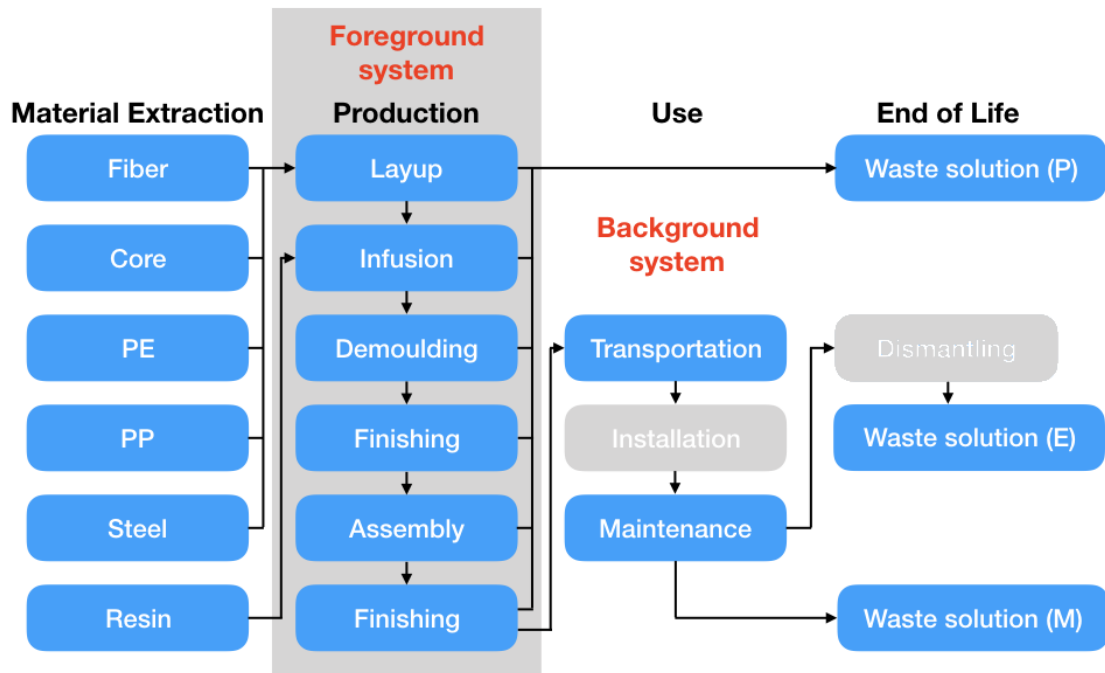 Foreground
system
Material Extraction
Production
Use
End of Life
Fiber
Layup
Waste solution (P)
Core
Infusion
Background
system
PE
Demoulding
Transportation
Dismantling
PP
Finishing
Installation
Waste solution (E)
Steel
Assembly
Maintenance
Resin
Finishing
Waste solution (M)